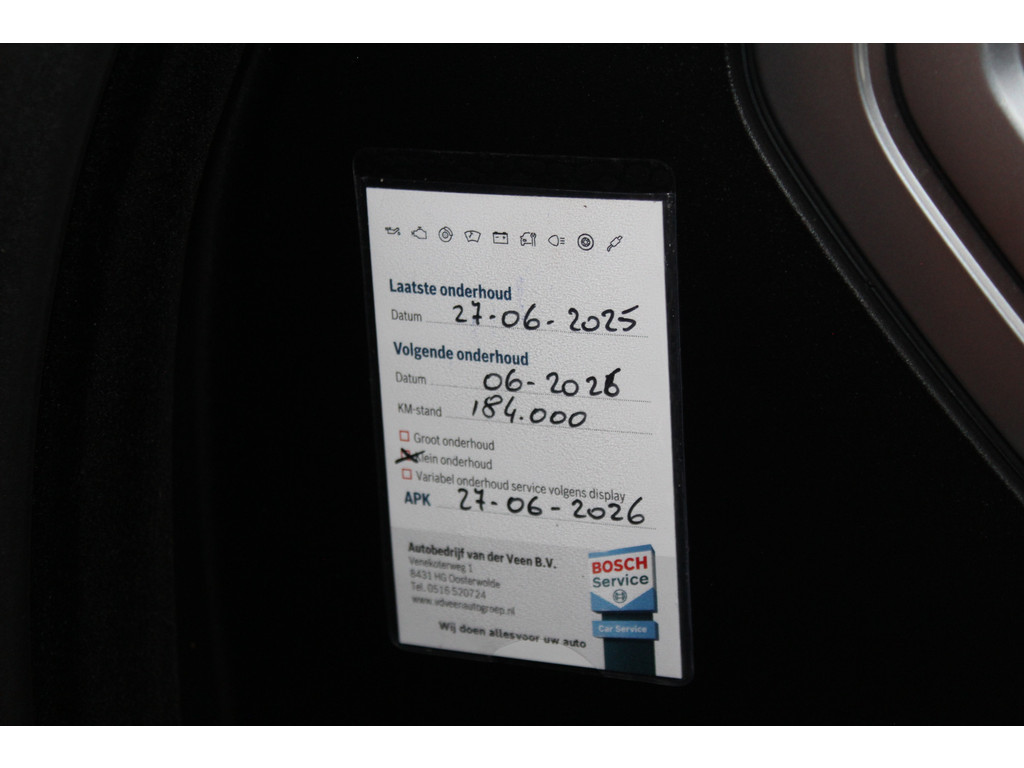 Laatste onderhoud
Datum 27-06-2025
Volgende onderhoud
Datum 06-2026
KM-stand 184.000
Groot onderhoud
Klein onderhoud
Variabel onderhoud service volgens display
APK 27-06-2026
Autobedrijf van der Veen B.V.
Venekoterweg 1
8431 HG Oosterwolde
Tel. 0516 520724
www.vdveenautogroep.nl
Wij doen allesvoor uw auto
BOSCH
Service
Car Service